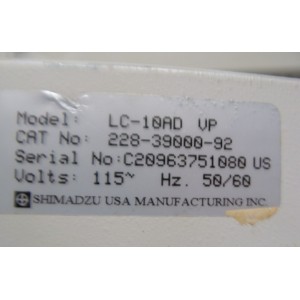 Model: LC-10AD VP
CAT No: 228-39000-92
Serial No:C20963751080 US
Volts: 115~ Hz. 50/60
SHIMADZU USA MANUFACTURING INC.